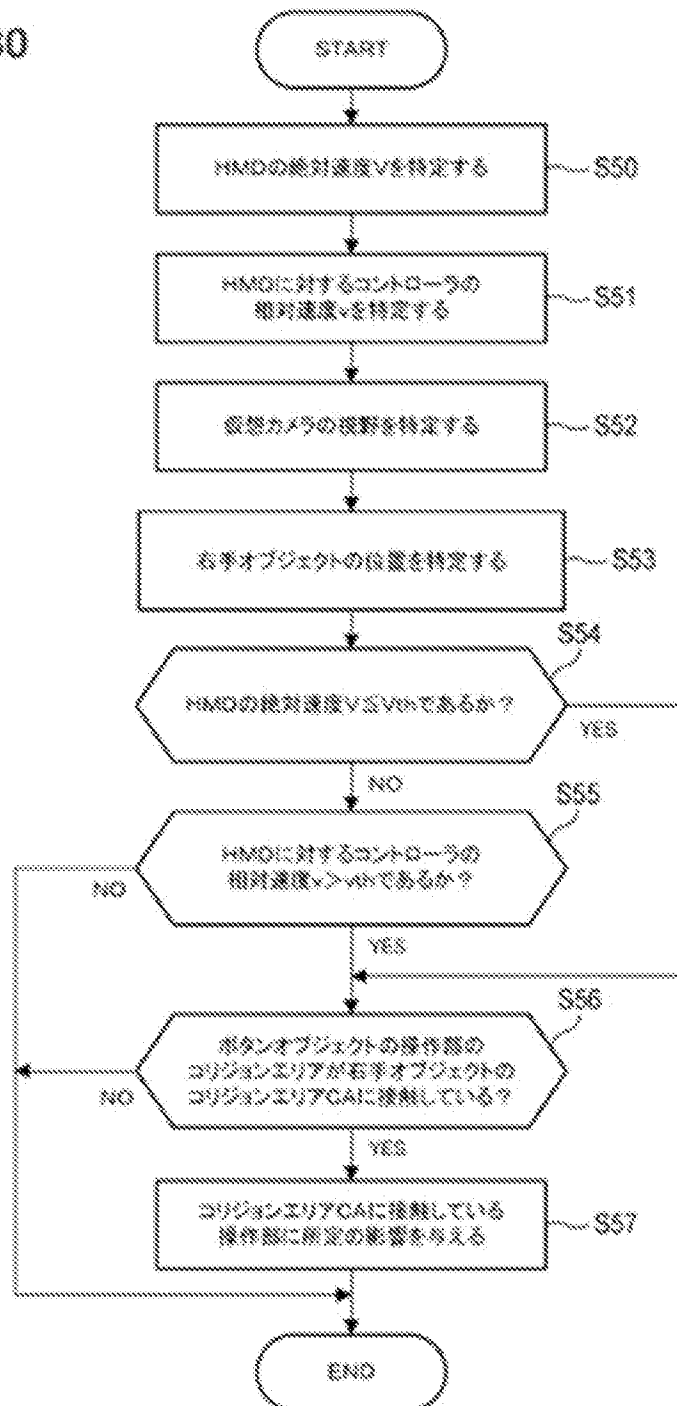 START
HMDの絶対速度Vを特定する
S50
HMDに対するコントローラの
相対速度vを特定する
S51
仮想カメラの視野を特定する
S52
右手オブジェクトの位置を特定する
S53
S54
HMDの絶対速度V≦Vthであるか？
YES
NO
S55
HMDに対するコントローラの
相対速度v＞vthであるか？
NO
YES
S56
ボタンオブジェクトの操作部の
コリジョンエリアが右手オブジェクトの
コリジョンエリアCAに接触している？
NO
YES
コリジョンエリアCAに接触している
操作部に所定の影響を与える
S57
END